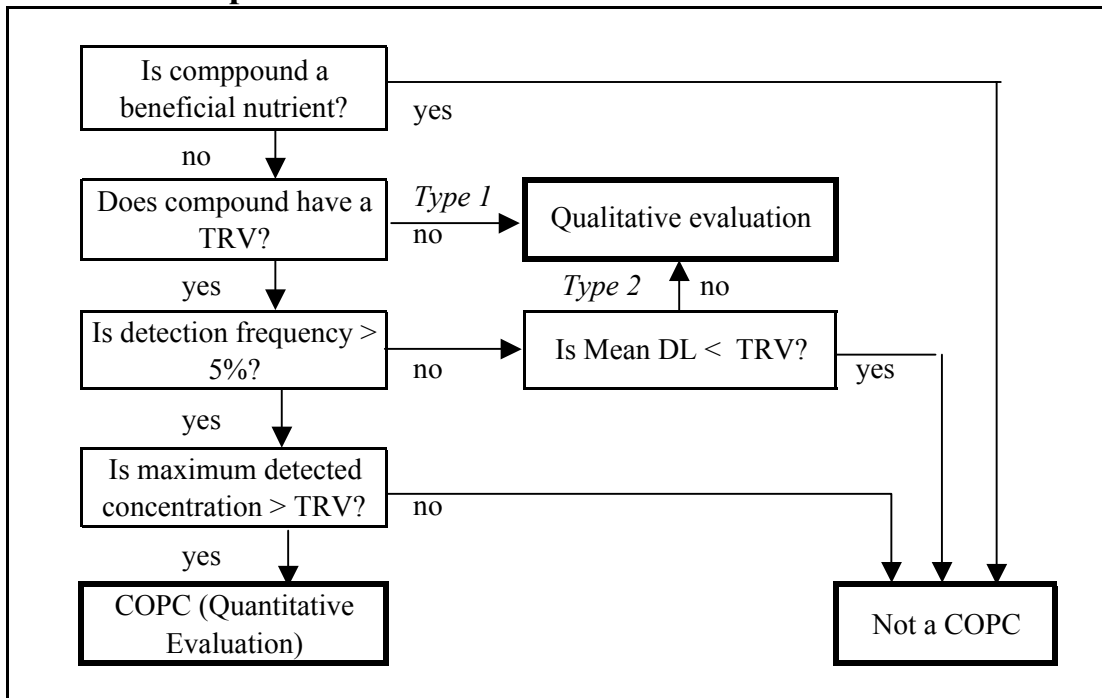 Is comppound a
beneficial nutrient?
yes
no
Does compound have a
TRV?
Type 1
no
Qualitative evaluation
yes
Type 2
no
Is detection frequency >
5%?
no
Is Mean DL < TRV?
yes
yes
Is maximum detected
concentration > TRV?
no
yes
COPC (Quantitative
Evaluation)
Not a COPC